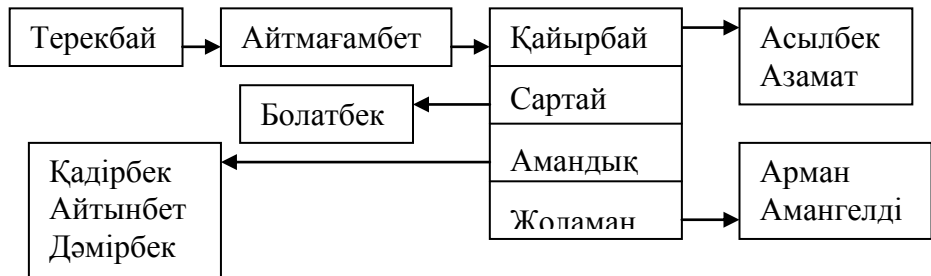 Терекбай
Айтмағамбет
Қайырбай
Сартай
Амандық
Жоламан
Асылбек
Азамат
Болатбек
Қадірбек
Айтынбет
Дәмірбек
Арман
Амангелді